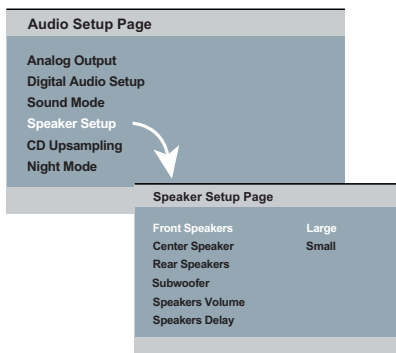 Audio Setup Page
Analog Output
Digital Audio Setup
Sound Mode
Speaker Setup
CD Upsampling
Night Mode
Speaker Setup Page
Front Speakers Large
Center Speaker Small
Rear Speakers
Subwoofer
Speakers Volume
Speakers Delay